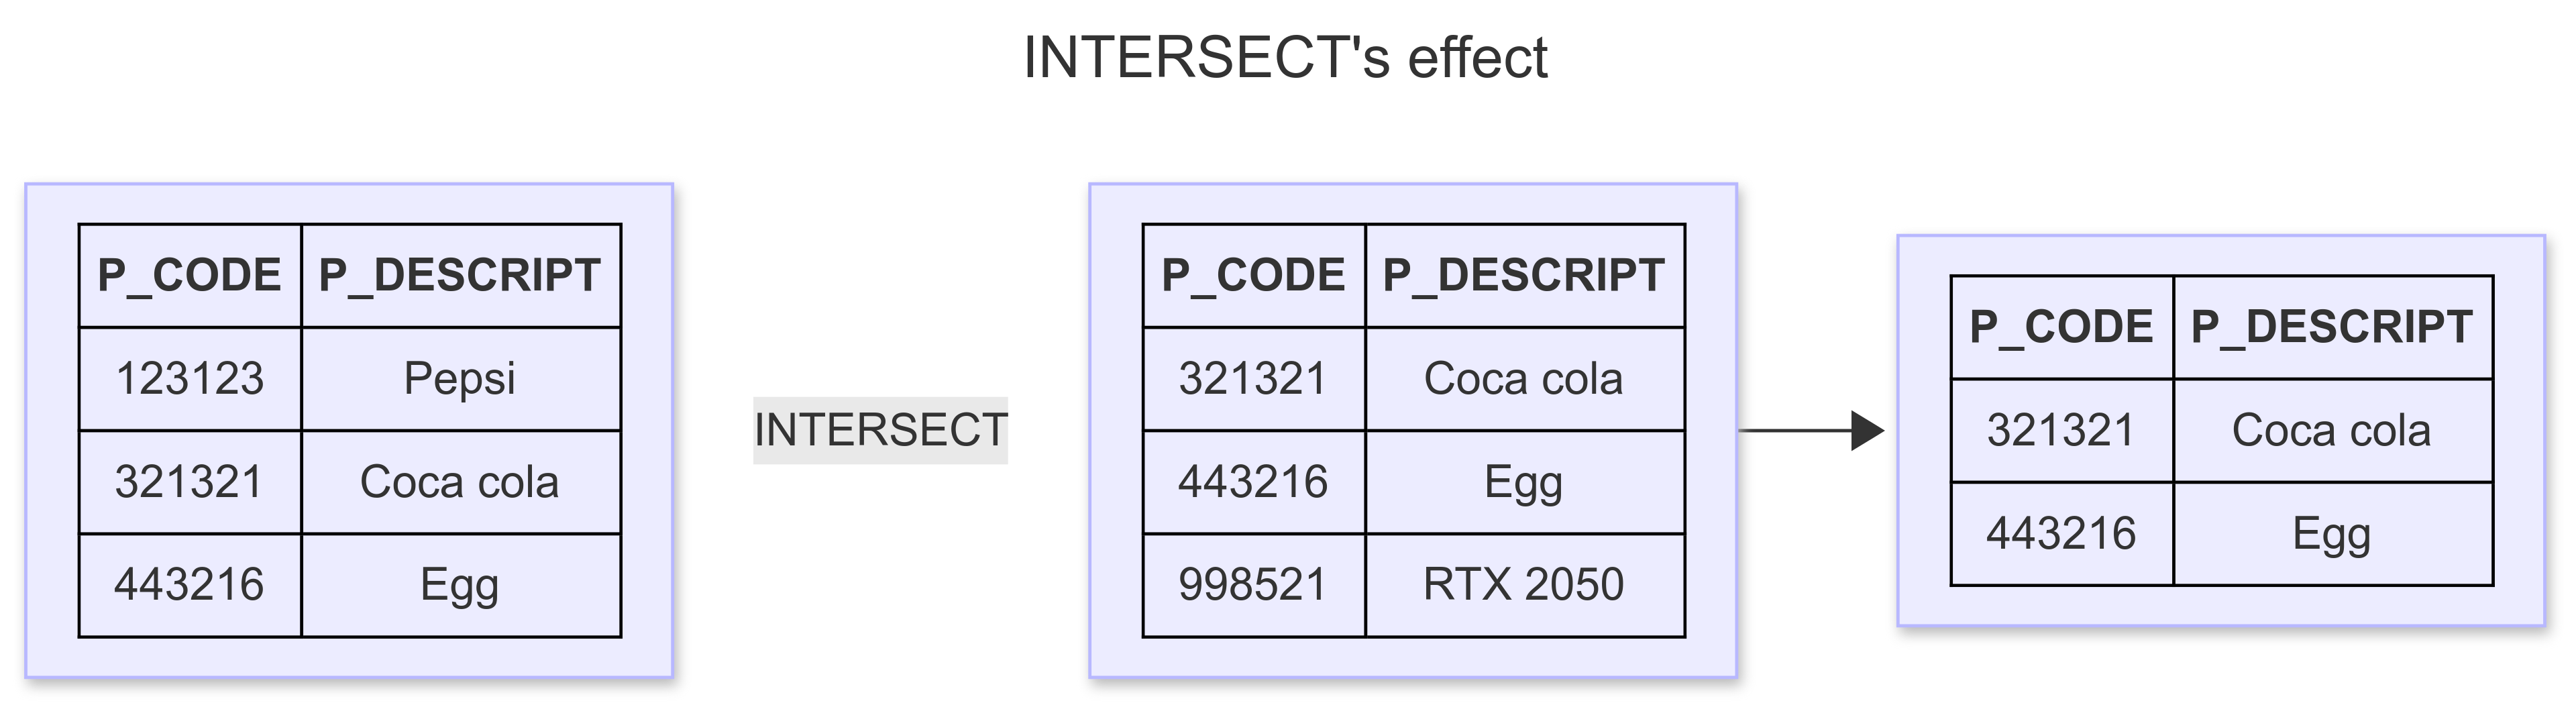 INTERSECT's effect
P_CODE P_DESCRIPT
123123 Pepsi
321321 Coca cola
443216 Egg
INTERSECT
P_CODE P_DESCRIPT
321321 Coca cola
443216 Egg
998521 RTX 2050
P_CODE P_DESCRIPT
321321 Coca cola
443216 Egg